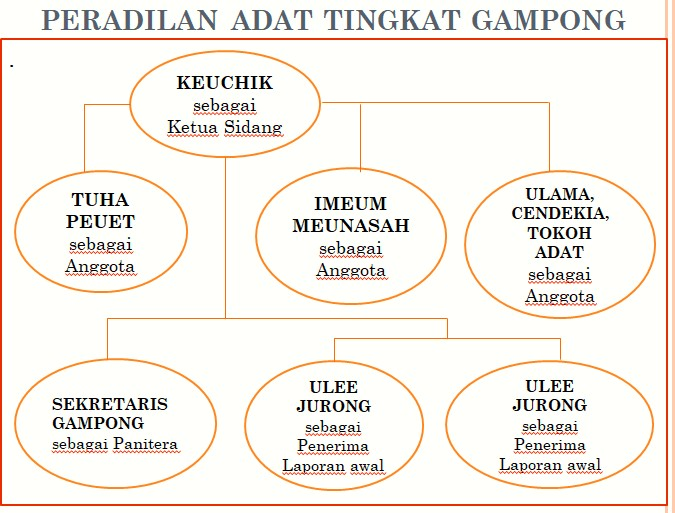 PERADILAN ADAT TINGKAT GAMPONG
.
KEUCHIK
sebagai
Ketua Sidang
TUHA
PEUET
sebagai
Anggota
IMEUM
MEUNASAH
sebagai
Anggota
ULAMA,
CENDEKIA,
TOKOH
ADAT
sebagai
Anggota
SEKRETARIS
GAMPONG
sebagai Panitera
ULEE
JURONG
sebagai
Penerima
Laporan awal
ULEE
JURONG
sebagai
Penerima
Laporan awal